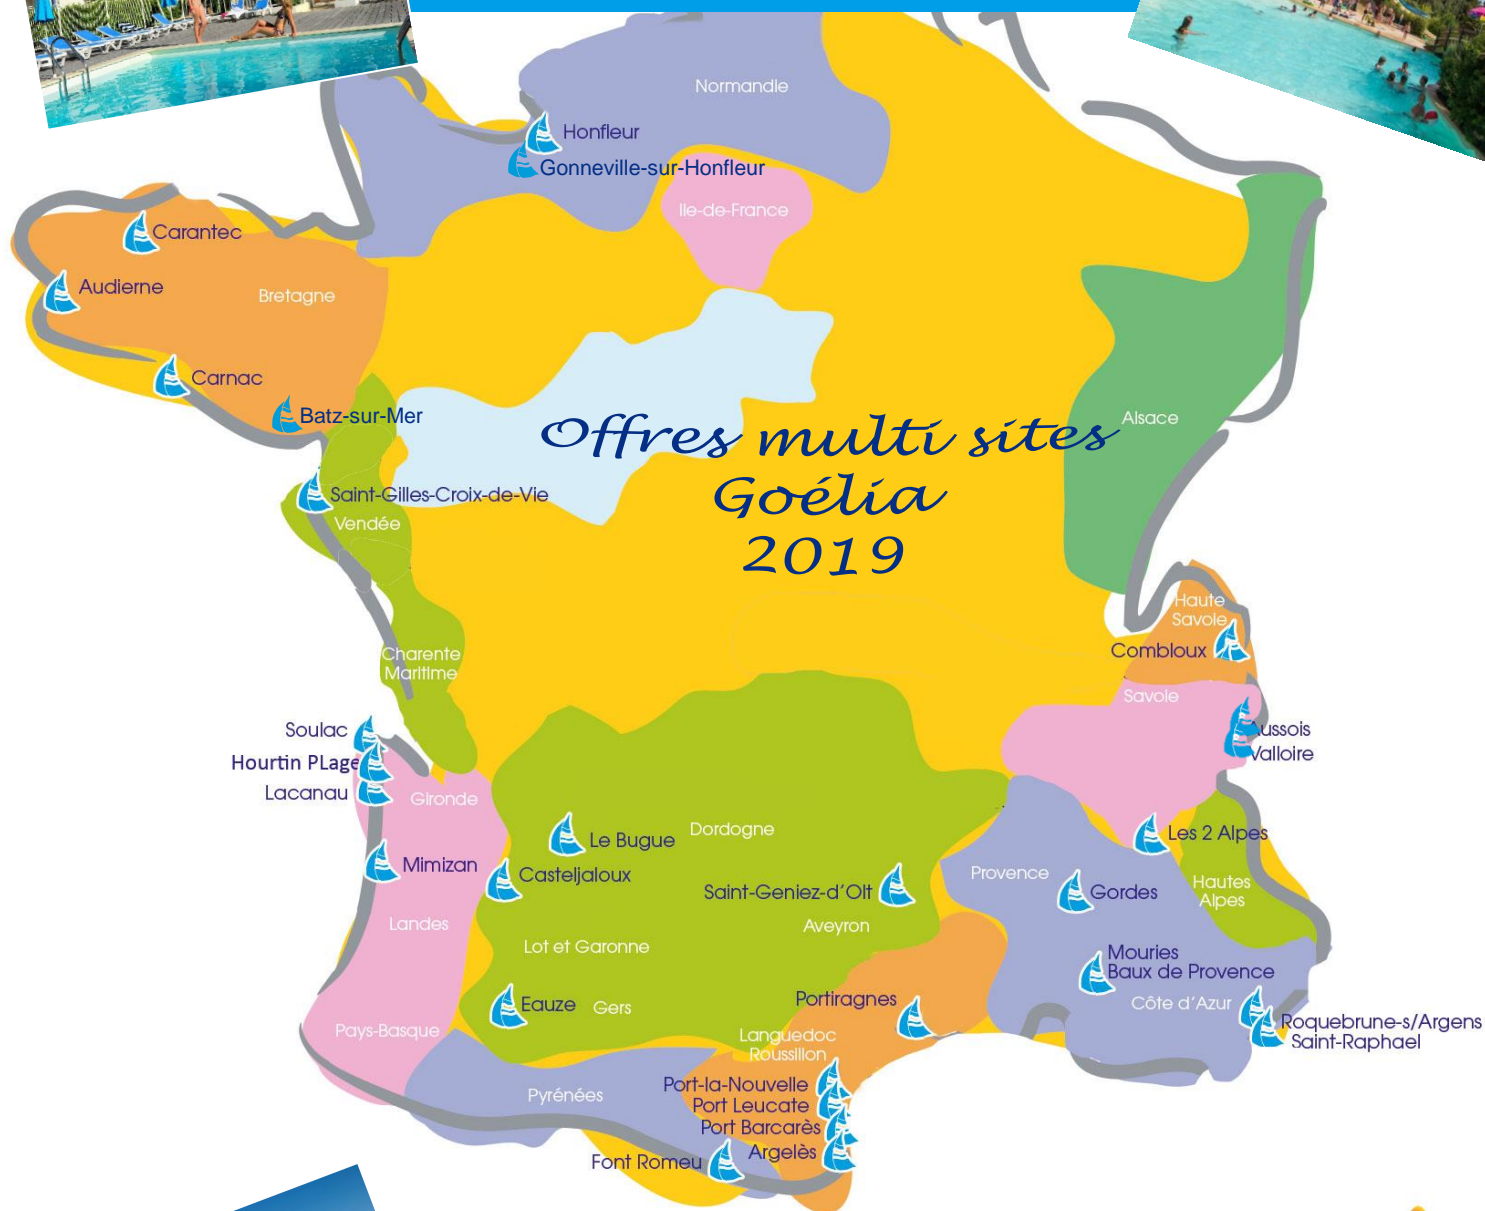 Normandie
Honfleur
Gonneville-sur-Honfleur
Ile-de-France
Carantec
Audierne
Bretagne
Carnac
Batz-sur-Mer
Alsace
Offres multi sites
Goélia
2019
Saint-Gilles-Croix-de-Vie
Vendée
Haute
Savoie
Combloux
Charente
Maritime
Savoie
Soulac
Aussois
Hourtin PLage
Valloire
Lacanau
Gironde
Le Bugue
Dordogne
Les 2 Alpes
Mimizan
Casteljaloux
Saint-Geniez-d'Olt
Provence
Gordes
Hautes
Alpes
Landes
Aveyron
Lot et Garonne
Mouries
Baux de Provence
Portiragnes
Côte d'Azur
Eauze
Gers
Roquebrune-s/Argens
Saint-Raphael
Pays-Basque
Languedoc
Roussillon
Port-la-Nouvelle
Pyrénées
Port Leucate
Port Barcarès
Argelès
Font Romeu